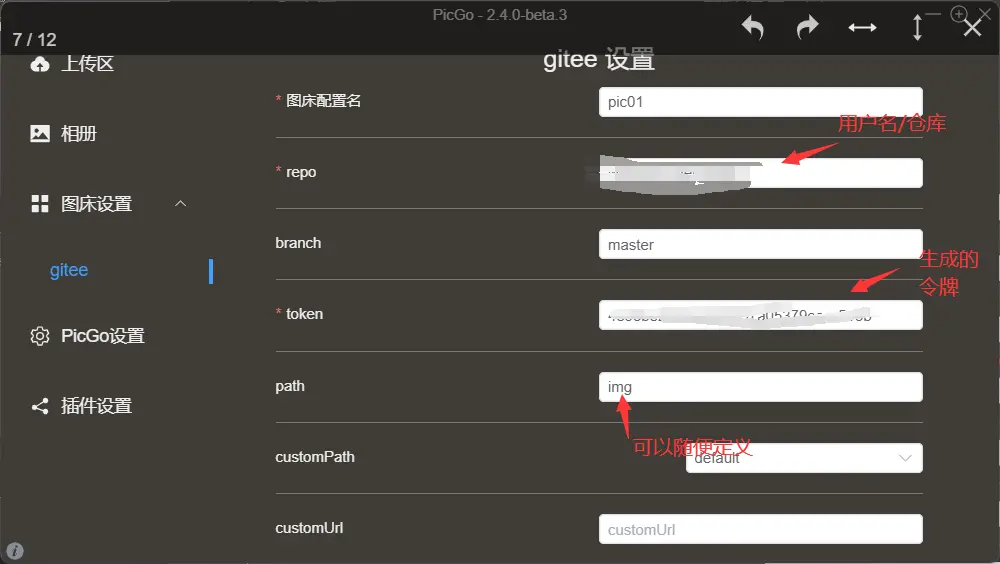 PicGo - 2.4.0-beta.3
7 / 12
上传区
相册
图床设置
gitee
PicGo设置
插件设置
gitee 设置
* 图床配置名
pic01
用户名/仓库
* repo
branch
master
生成的
令牌
* token
path
img
可以随便定义
customPath
default
customUrl
customUrl